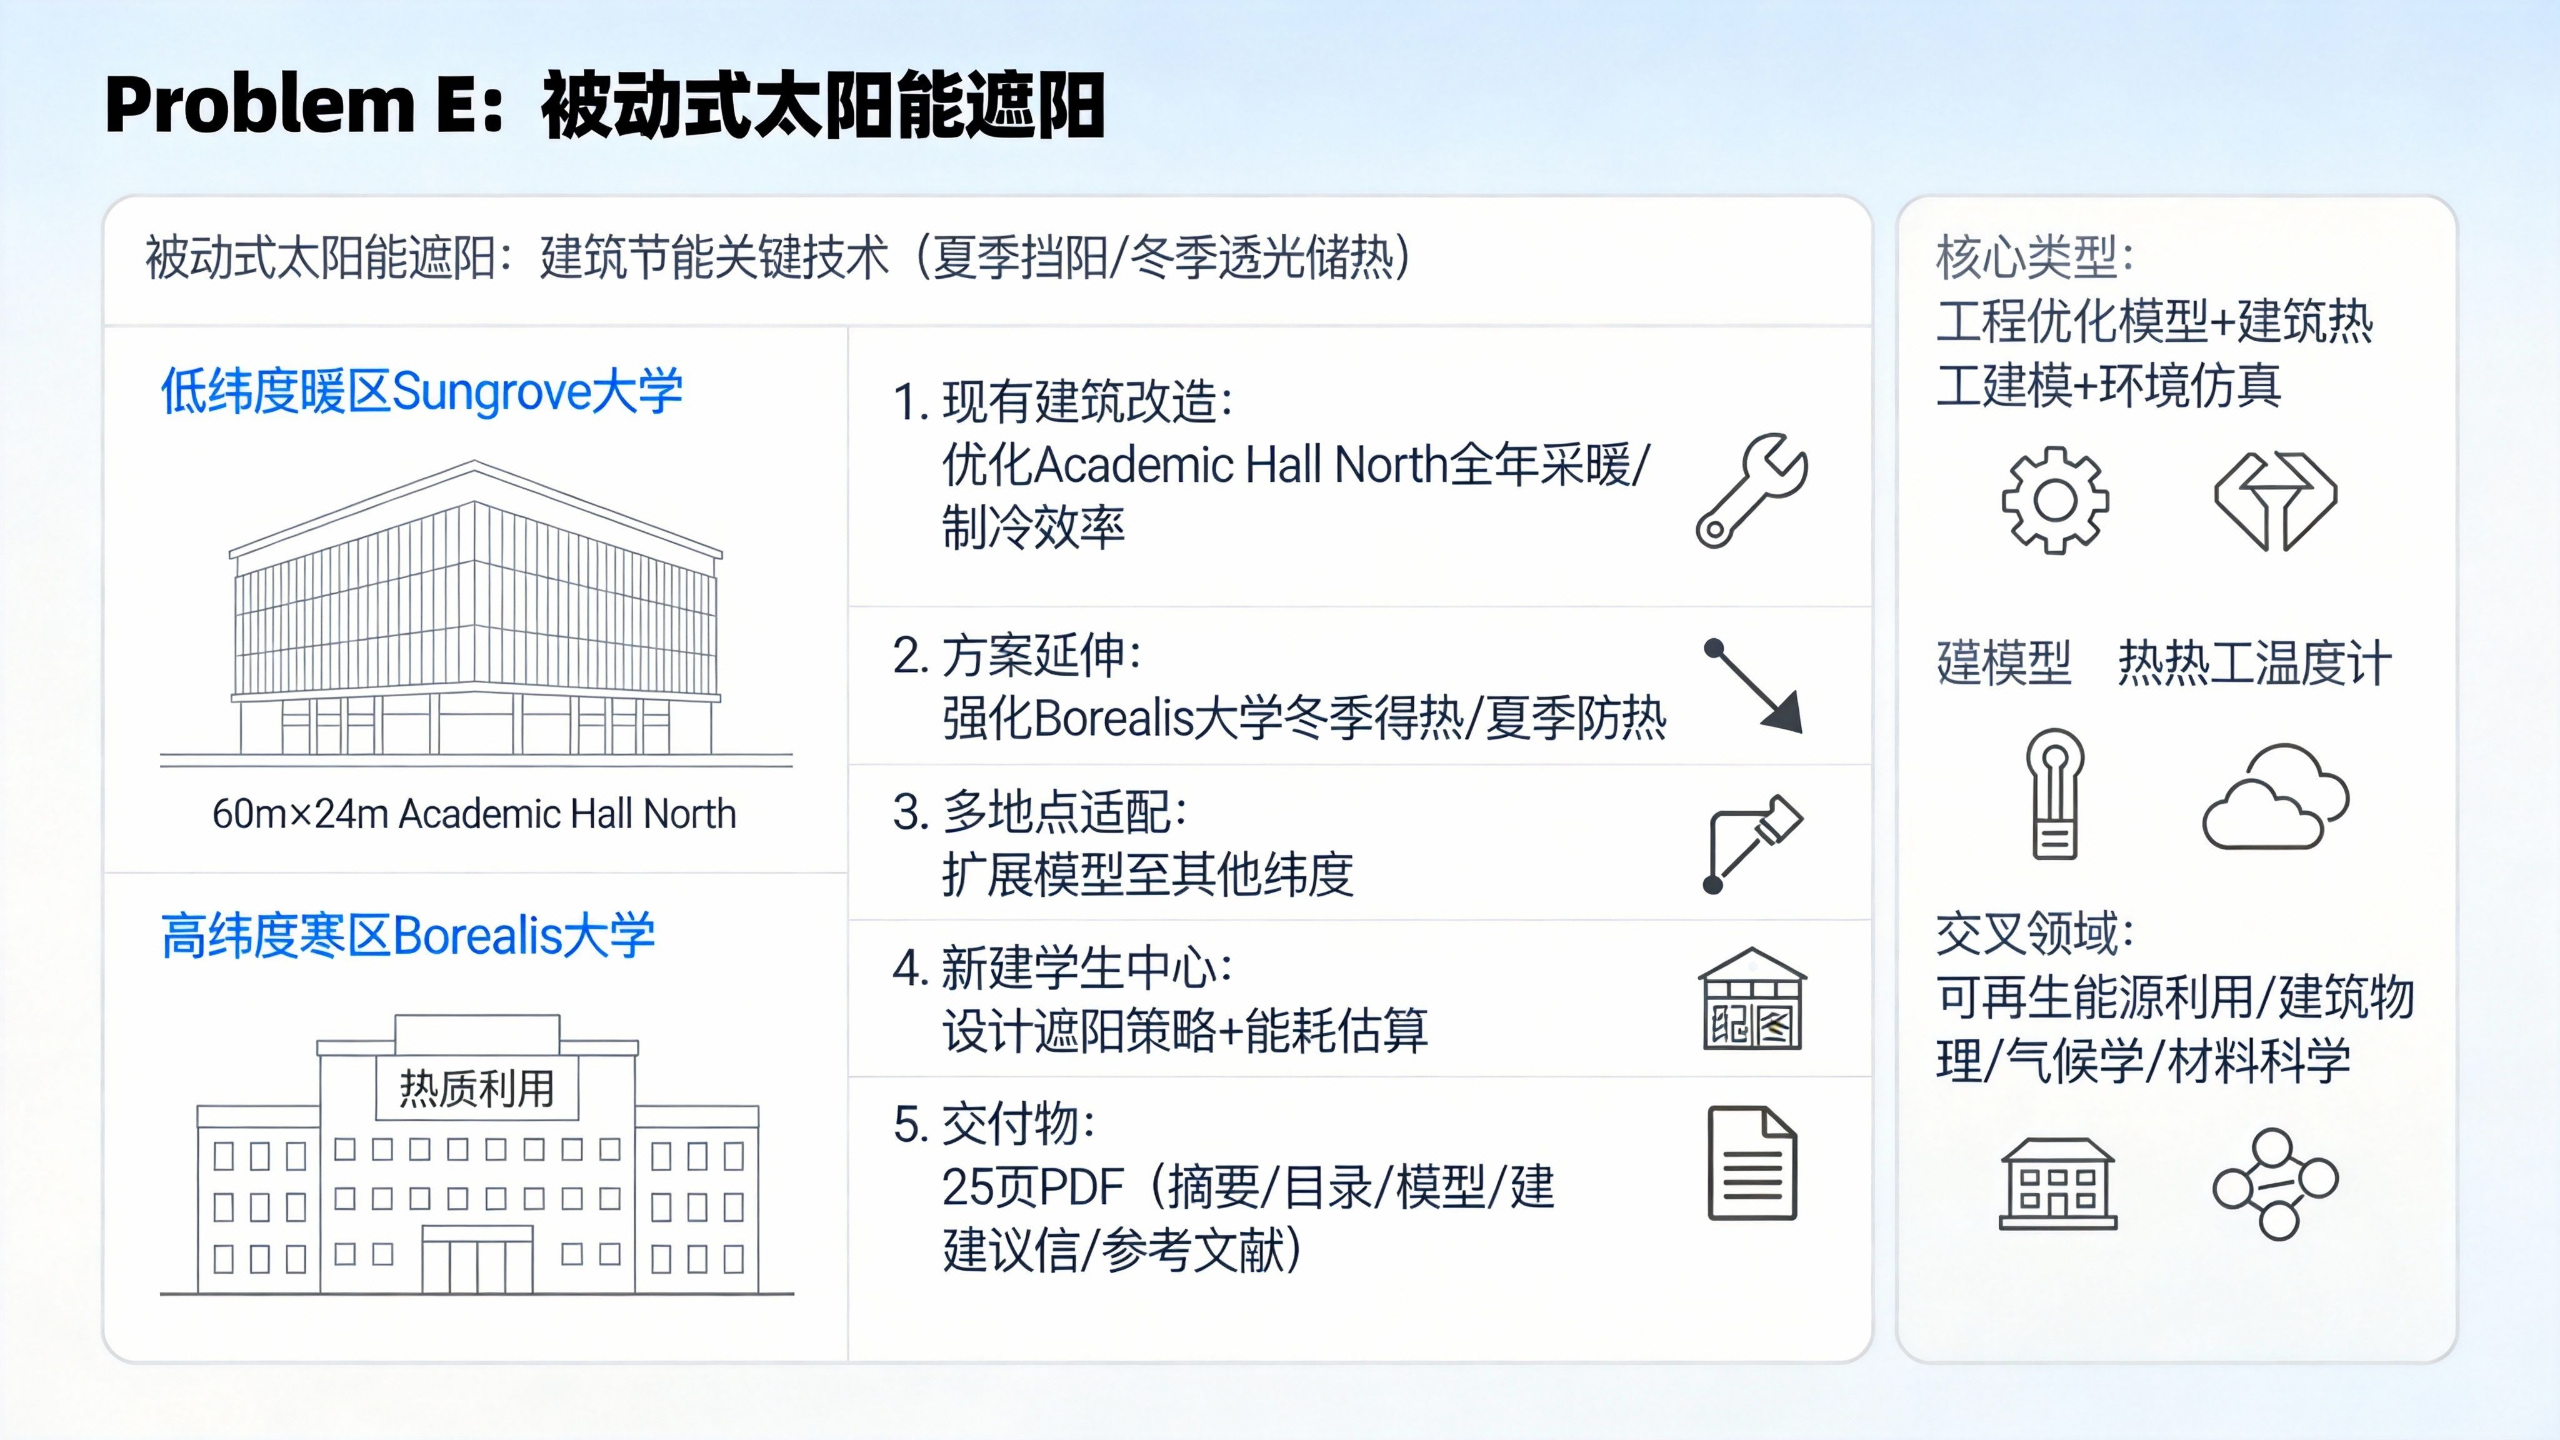 Problem E：被动式太阳能遮阳
被动式太阳能遮阳：建筑节能关键技术（夏季挡阳/冬季透光储热）
低纬度暖区Sungrove大学
60m×24m Academic Hall North
高纬度寒区Borealis大学
热质利用
1. 现有建筑改造：
优化Academic Hall North全年采暖/
制冷效率
2. 方案延伸：
强化Borealis大学冬季得热/夏季防热
3. 多地点适配：
扩展模型至其他纬度
4. 新建学生中心：
设计遮阳策略+能耗估算
配图
5. 交付物：
25页PDF（摘要/目录/模型/建
建议信/参考文献）
核心类型：
工程优化模型+建筑热
工建模+环境仿真
建模型 热热工温度计
交叉领域：
可再生能源利用/建筑物
理/气候学/材料科学